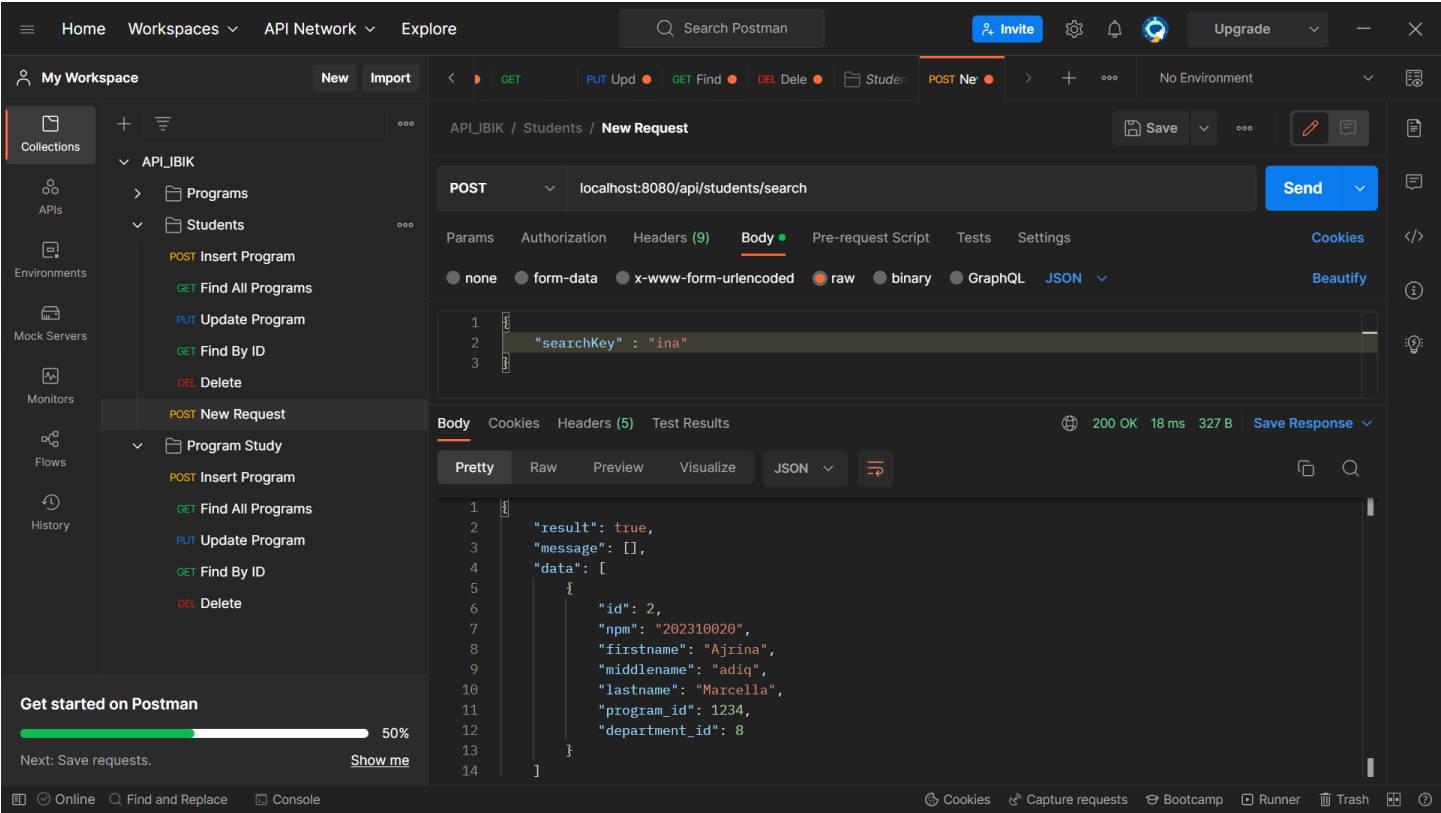 Home Workspaces API Network Explore Search Postman Invite Upgrade
My Workspace New Import GET PUT Upd GET Find DEL Dele Studen POST Ne No Environment
Collections
APIs
Environments
Mock Servers
Monitors
Flows
History
API_IBIK
Programs
Students
POST Insert Program
GET Find All Programs
PUT Update Program
GET Find By ID
DEL Delete
POST New Request
Program Study
POST Insert Program
GET Find All Programs
PUT Update Program
GET Find By ID
DEL Delete
Get started on Postman
50%
Next: Save requests. Show me
API_IBIK / Students / New Request Save
POST localhost:8080/api/students/search Send
Params Authorization Headers (9) Body Pre-request Script Tests Settings Cookies
none form-data x-www-form-urlencoded raw binary GraphQL JSON Beautify
1 {
2 "searchKey" : "ina"
3 }
Body Cookies Headers (5) Test Results 200 OK 18 ms 327 B Save Response
Pretty Raw Preview Visualize JSON
1 {
2 "result": true,
3 "message": [],
4 "data": [
5 {
6 "id": 2,
7 "npm": "202310020",
8 "firstname": "Ajrina",
9 "middlename": "adiq",
10 "lastname": "Marcella",
11 "program_id": 1234,
12 "department_id": 8
13 }
14 ]
Online Find and Replace Console Cookies Capture requests Bootcamp Runner Trash